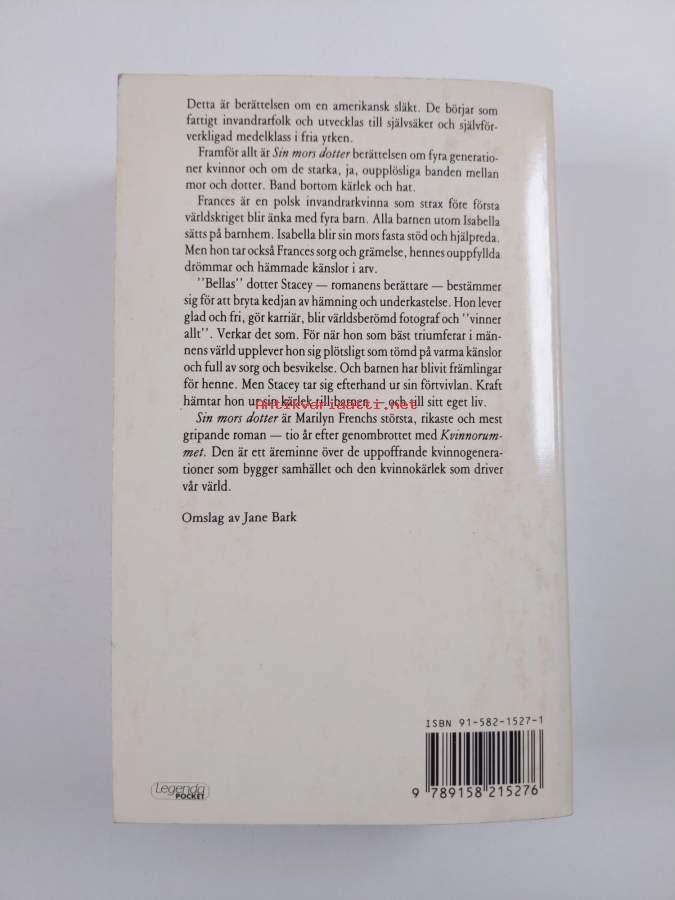 Detta är berättelsen om en amerikansk släkt. De börjar som
fattigt invandrarfolk och utvecklas till självsäker och självför-
verkligad medelklass i fria yrken.
Framför allt är Sin mors dotter berättelsen om fyra generatio-
ner kvinnor och om de starka, ja, oupplösliga banden mellan
mor och dotter. Band bortom kärlek och hat.
Frances är en polsk invandrarkvinna som strax före första
världskriget blir änka med fyra barn. Alla barnen utom Isabella
sätts på barnhem. Isabella blir sin mors fasta stöd och hjälpreda.
Men hon tar också Frances sorg och grämelse, hennes ouppfyllda
drömmar och hämmade känslor i arv.
"Bellas" dotter Stacey — romanens berättare — bestämmer
sig för att bryta kedjan av hämning och underkastelse. Hon lever
glad och fri, gör karriär, blir världsberömd fotograf och "vinner
allt". Verkar det som. För när hon som bäst triumferar i män-
nens värld upplever hon sig plötsligt som tömd på varma känslor
och full av sorg och besvikelse. Och barnen har blivit främlingar
för henne. Men Stacey tar sig efterhand ur sin förtvivlan. Kraft
hämtar hon ur sin kärlek till barnen — och till sitt eget liv.
antikvariaatti.net
Sin mors dotter är Marilyn Frenchs största, rikaste och mest
gripande roman — tio år efter genombrottet med Kvinnorum-
met. Den är ett äreminne över de uppoffrande kvinnogenera-
tioner som bygger samhället och den kvinnokärlek som driver
vår värld.
Omslag av Jane Bark
ISBN 91-582-1527-1
9 789158 215276
Legenda
POCKET